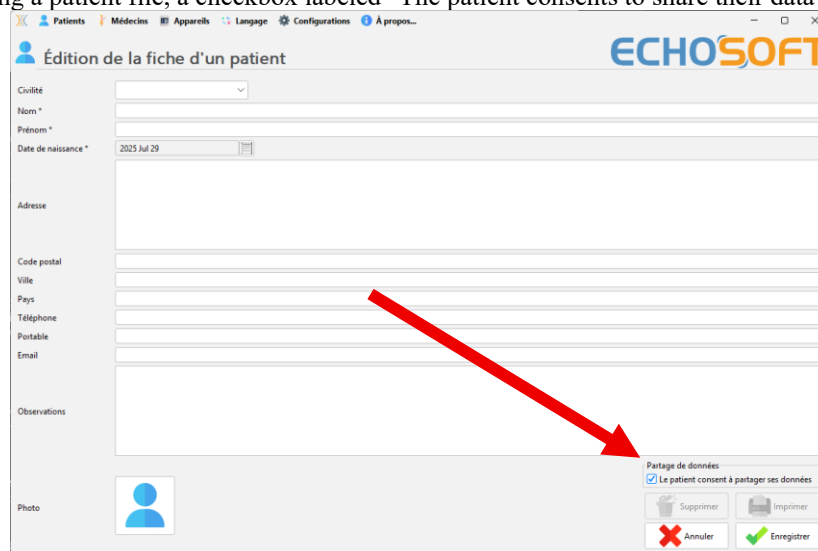 ng a patient file, a checkbox labeled "The patient consents to share their data
Patients Médecins Appareils Langage Configurations À propos...
Édition de la fiche d'un patient
ECHOSOFT
Civilité
Nom *
Prénom *
Date de naissance * 2025 Jul 29
Adresse
Code postal
Ville
Pays
Téléphone
Portable
Email
Observations
Partage de données
Le patient consent à partager ses données
Photo
Supprimer Imprimer
Annuler Enregistrer